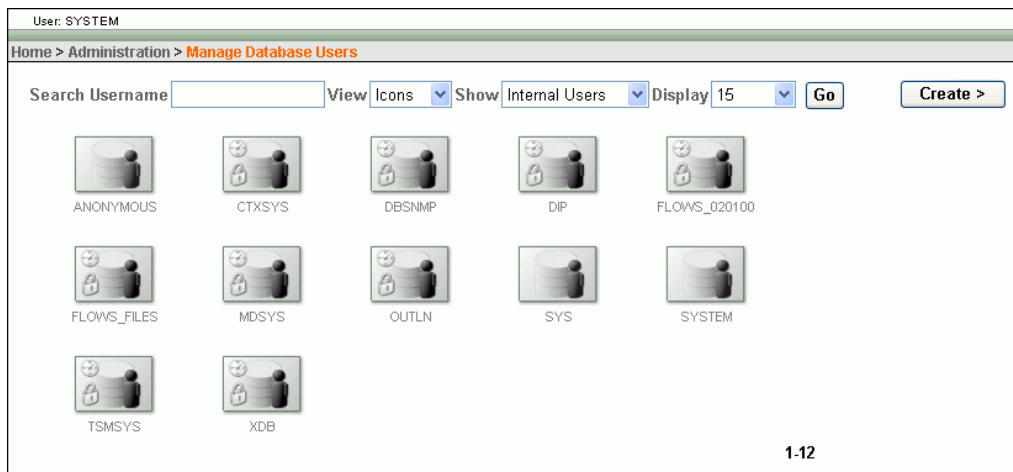 User: SYSTEM
Home > Administration > Manage Database Users
Search Username View Icons Show Internal Users Display 15 Go Create >
ANONYMOUS CTXSYS DBSNMP DIP FLOWS_020100
FLOWS_FILES MDSYS OUTLN SYS SYSTEM
TSMSYS XDB
1-12